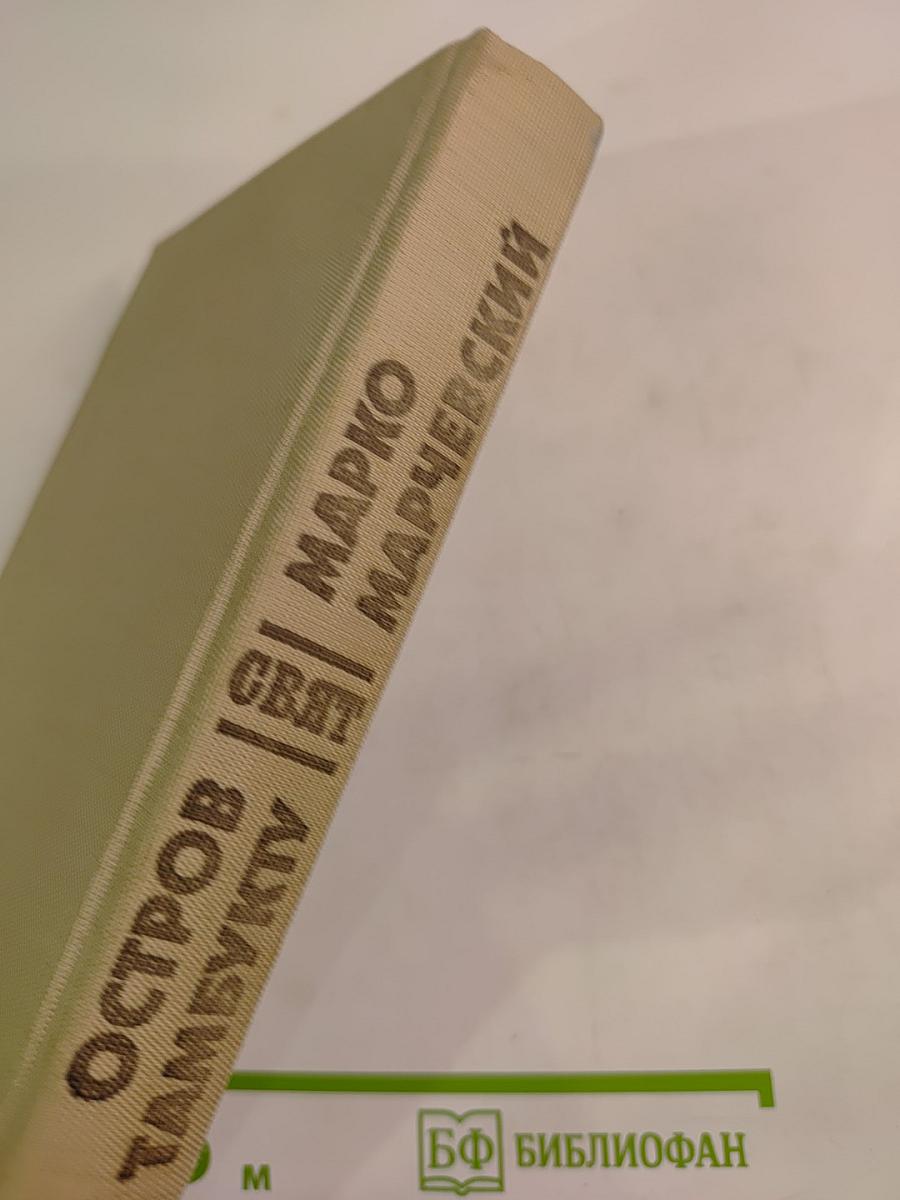 МАРКО
МАРЧЕВСКИЙ
СВЯТ
ОСТРОВ
ТАМБУКТУ
м
БФ БИБЛИОФАН